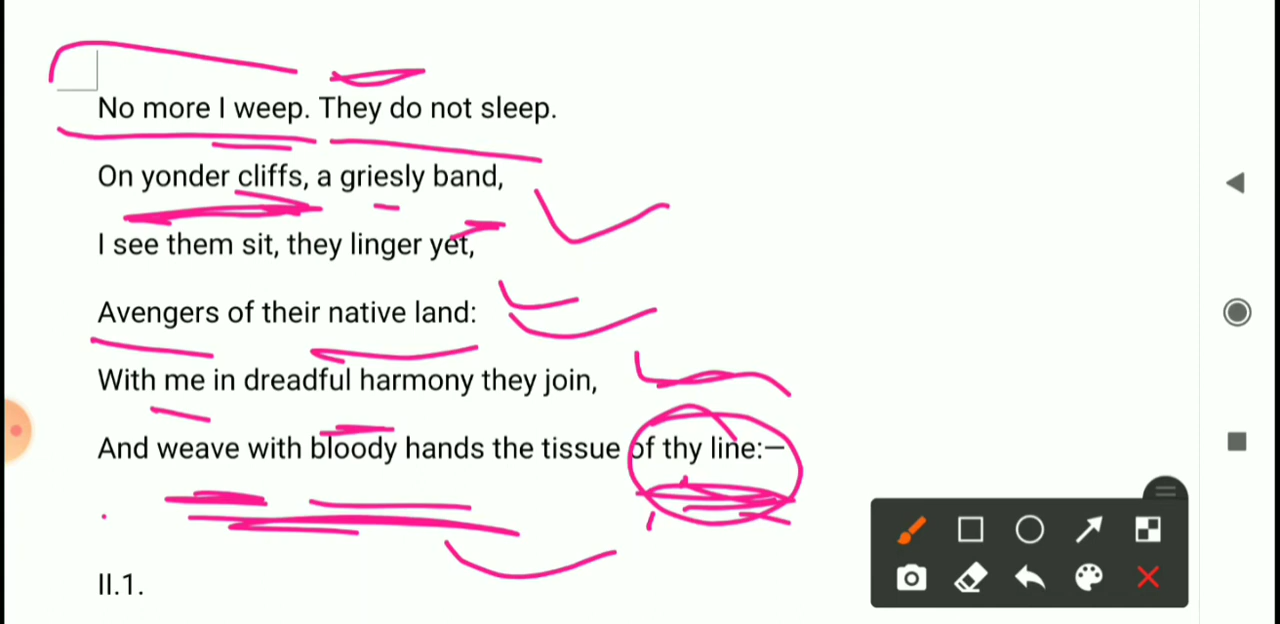 No more I weep. They do not sleep.
On yonder cliffs, a griesly band,
I see them sit, they linger yet,
Avengers of their native land:
With me in dreadful harmony they join,
And weave with bloody hands the tissue of thy line:—
II.1.